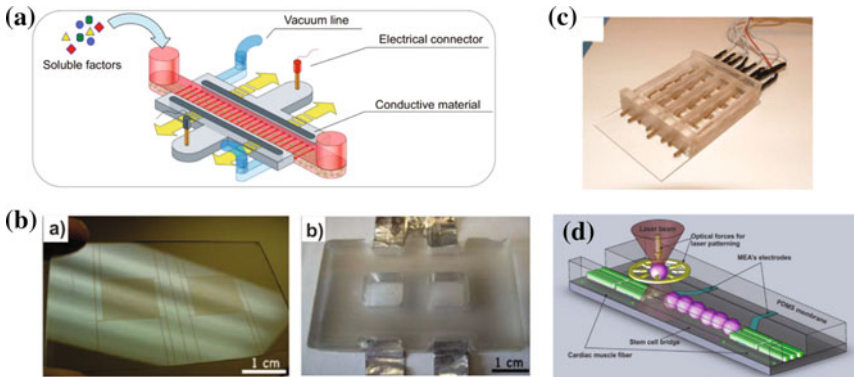 (a)
Soluble factors
Vacuum line
Electrical connector
Conductive material
(b)
a)
1 cm
b)
1 cm
(c)
(d)
Laser beam
Optical forces for
laser patterning
MEA's electrodes
PDMS membrane
Stem cell bridge
Cardiac muscle fiber